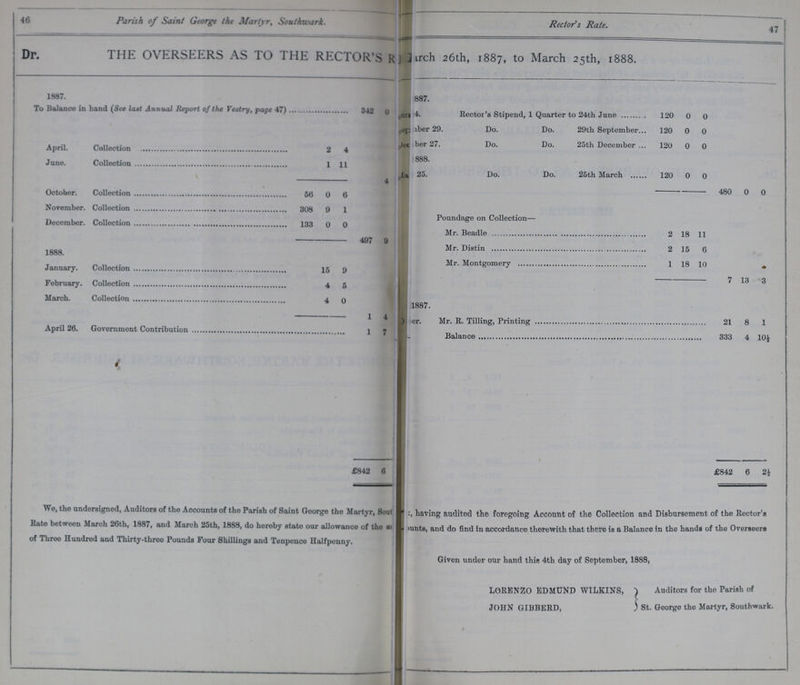 46 Parish of Saint George the Martyr, Southwark.
Dr. THE OVERSEERS AS TO THE RECTOR'S R
1887.
To Balance in hand (See last Annual Report of the Vestry, page 47) 342 0
April. Collection 2 4
June. Collection 1 11
4
October. Collection 56 0 6
November. Collection 308 9 1
December. Collection 133 0 0
497 9
1888.
January. Collection 15 9
February. Collection 4 5
March. Collection 4 0
1 4
April 26. Government Contribution 1 7
£842 6
We, the undersigned, Auditors of the Accounts of the Parish of Saint George the Martyr, Sout
Rate between March 26th, 1887, and March 25th, 1888, do hereby state our allowance of the
of Three Hundred and Thirty-three Pounds Four Shillings and Tenpence Halfpenny.
Rector's Rate. 47
arch 26th, 1887, to March 25th, 1888.
887.
4. Rector's Stipend, 1 Quarter to 24th June 120 0 0
ber 29. Do. Do. 29th September... 120 0 0
ber 27. Do. Do. 25th December ... 120 0 0
888.
25. Do. Do. 25th March 120 0 0
480 0 0
Poundage on Collection—
Mr. Beadle 2 18 11
Mr. Distin 2 15 6
Mr. Montgomery 1 18 10
7 13 3
1887.
er. Mr. R. Tilling, Printing 21 8 1
Balance 333 4 10½
£842 6 2½
, having audited the foregoing Account of the Collection and Disbursement of the Rector's
ounts, and do find in accordance therewith that there is a Balance in the hands of the Overseers
Given under our hand this 4th day of September, 1888,
LORENZO EDMUND WILKINS, } Auditors for the Parish of
JOHN GIBBERD, } St. George the Martyr, Southwark.